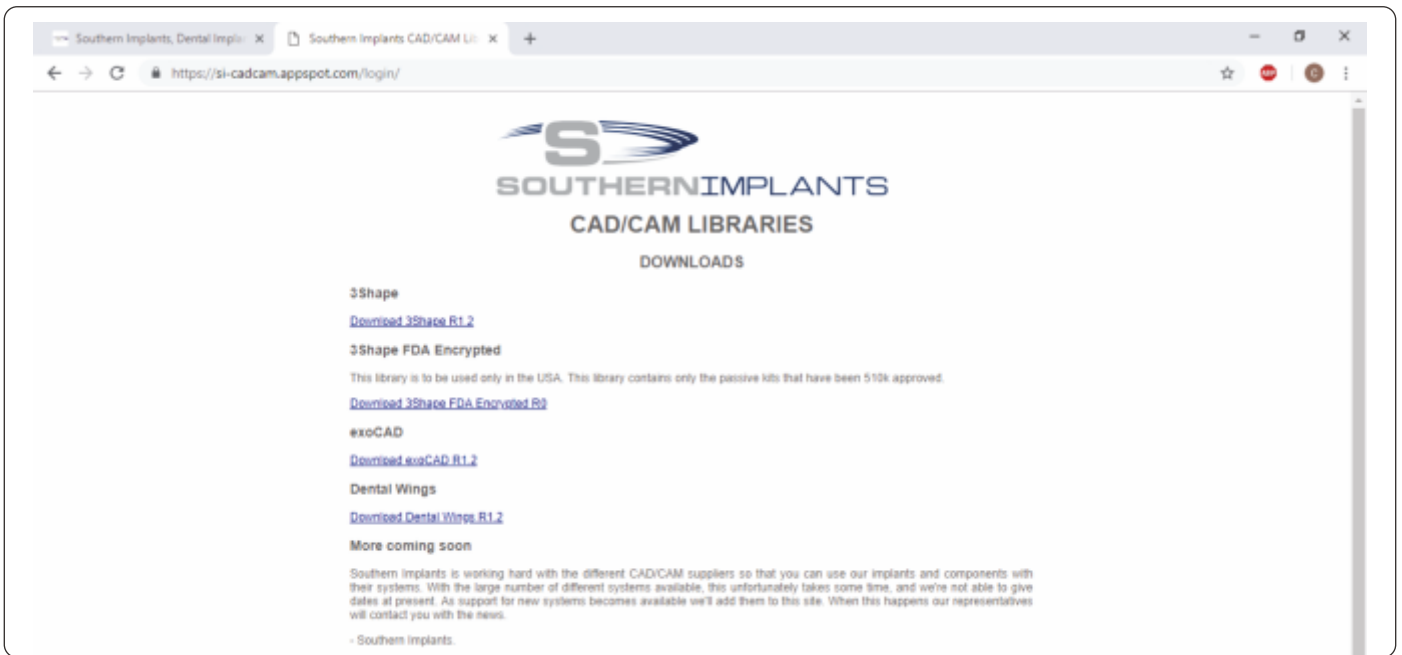 Southern Implants, Dental Impla
Southern Implants CAD/CAM Lib
https://si-cadcam.appspot.com/login/
ABP
C
S
SOUTHERNIMPLANTS
CAD/CAM LIBRARIES
DOWNLOADS
3Shape
Download 3Shape R1.2
3Shape FDA Encrypted
This library is to be used only in the USA. This library contains only the passive kits that have been 510k approved.
Download 3Shape FDA Encrypted R0
exoCAD
Download exoCAD R1.2
Dental Wings
Download Dental Wings R1.2
More coming soon
Southern Implants is working hard with the different CAD/CAM suppliers so that you can use our implants and components with
their systems. With the large number of different systems available, this unfortunately takes some time, and we're not able to give
dates at present. As support for new systems becomes available we'll add them to this site. When this happens our representatives
will contact you with the news.
- Southern Implants.